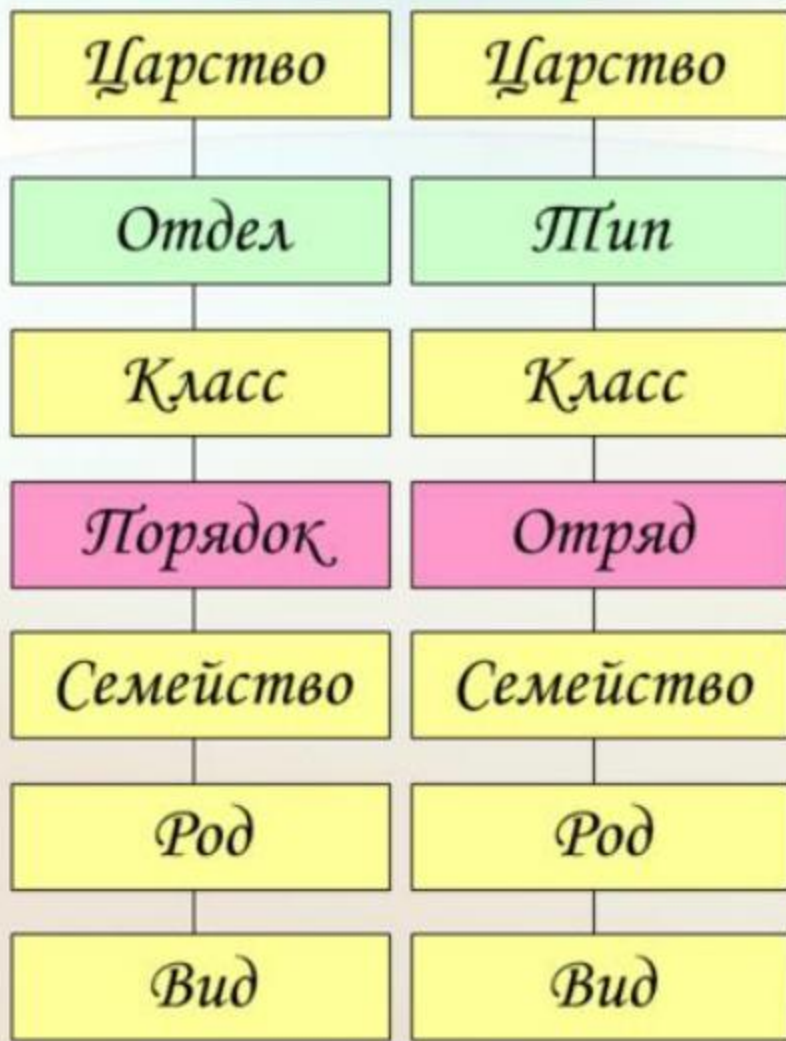 Царство
Царство
Отдел
Тип
Класс
Класс
Порядок
Отряд
Семейство
Семейство
Род
Род
Вид
Вид